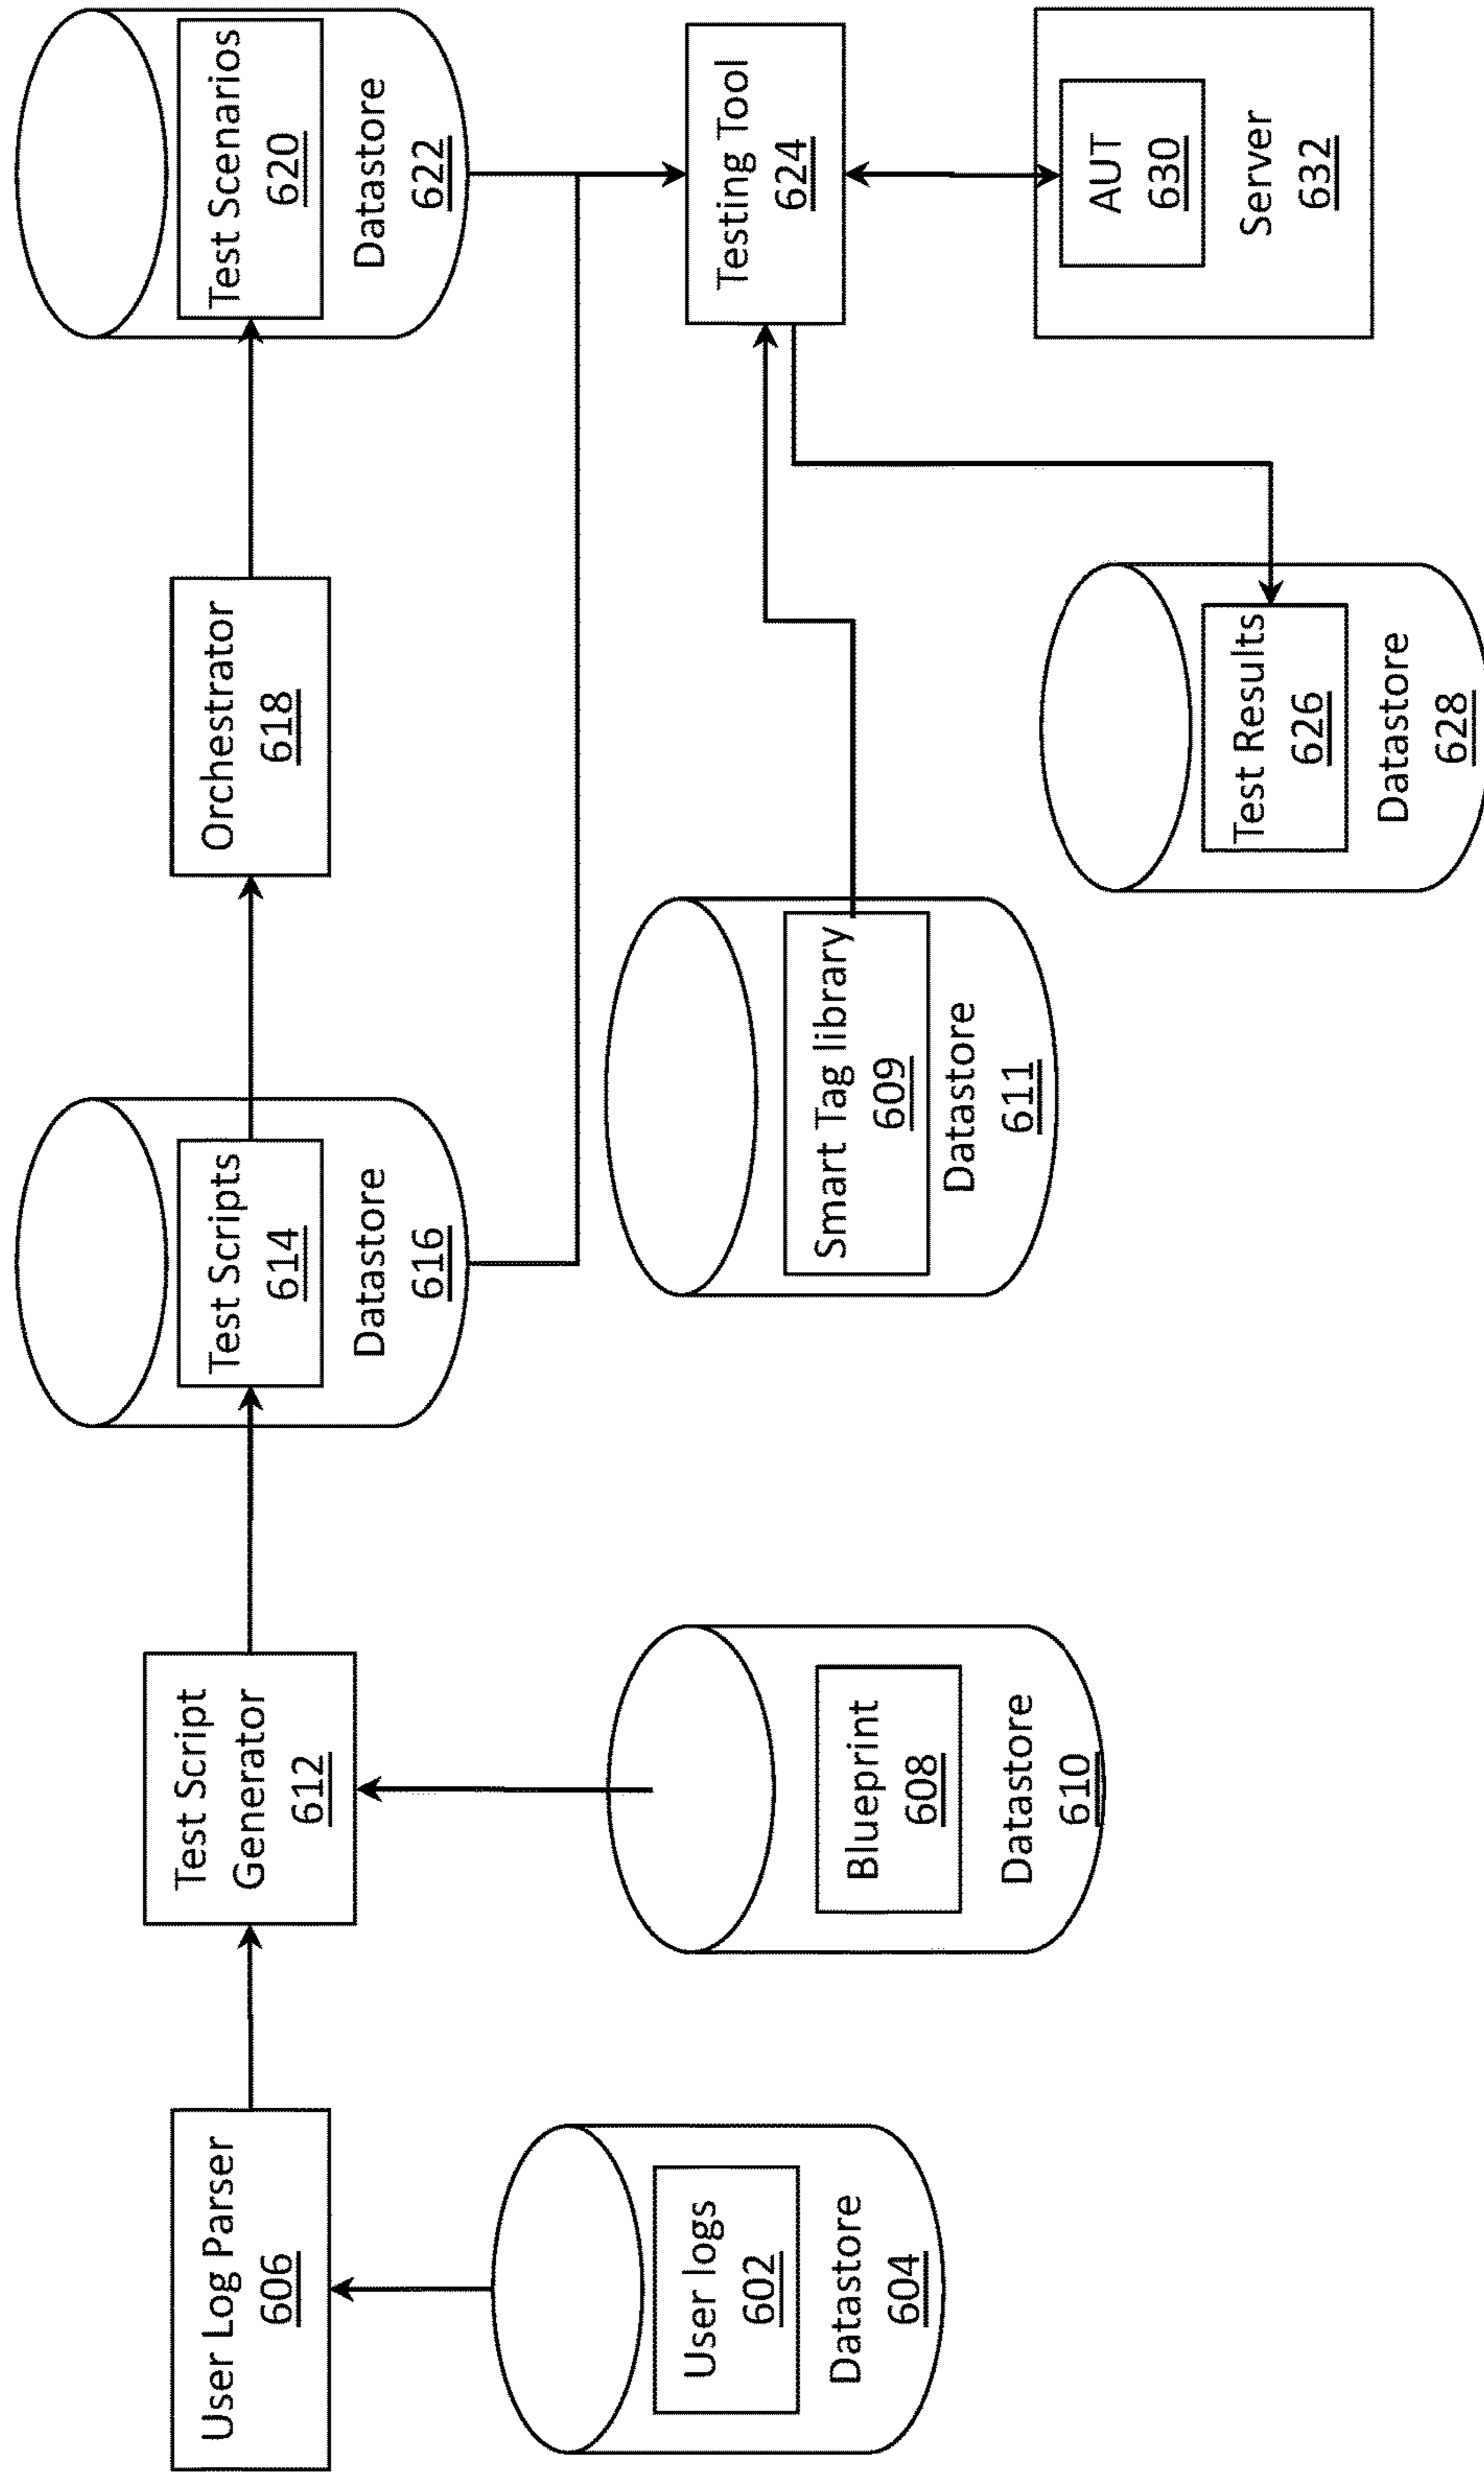 User Log Parser
606
Test Script
Generator
612
Test Scripts
614
Datastore
616
Orchestrator
618
Test Scenarios
620
Datastore
622
User logs
602
Datastore
604
Blueprint
608
Datastore
610
Smart Tag library
609
Datastore
611
Testing Tool
624
Test Results
626
Datastore
628
AUT
630
Server
632